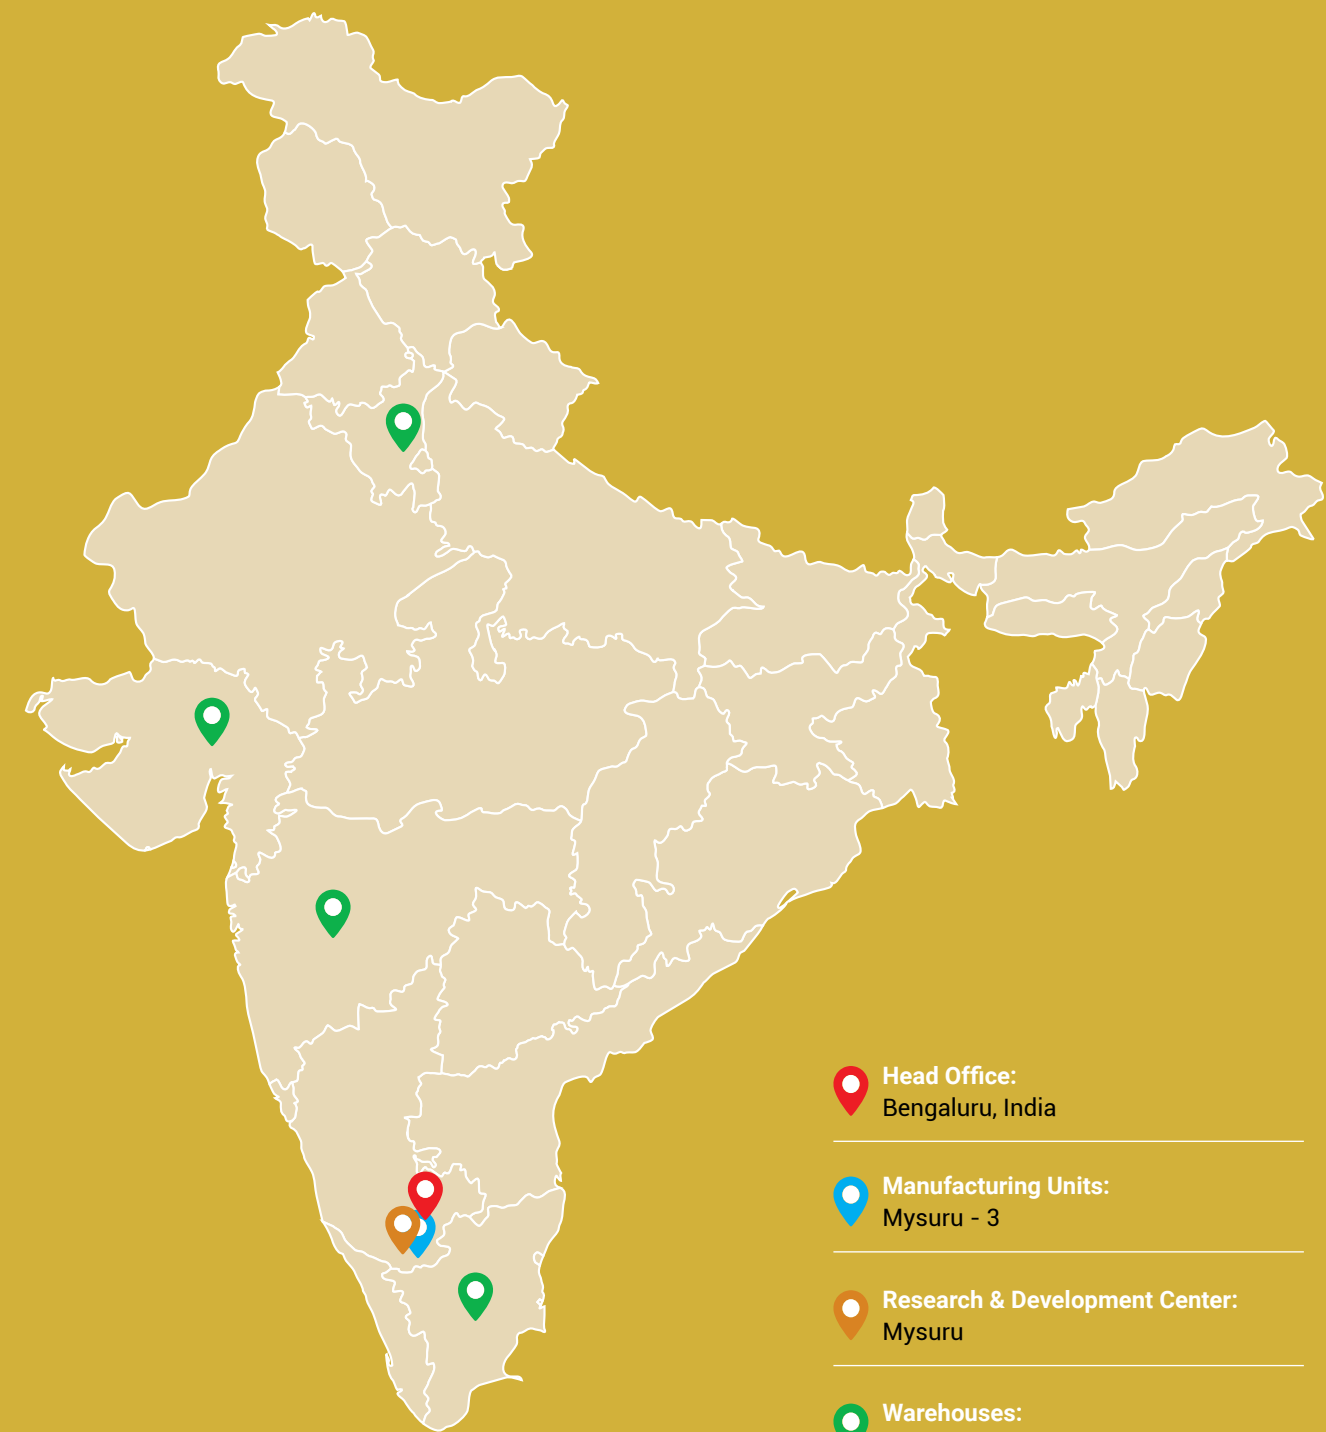 Head Office:
Bengaluru, India
Manufacturing Units:
Mysuru - 3
Research & Development Center:
Mysuru
Warehouses: